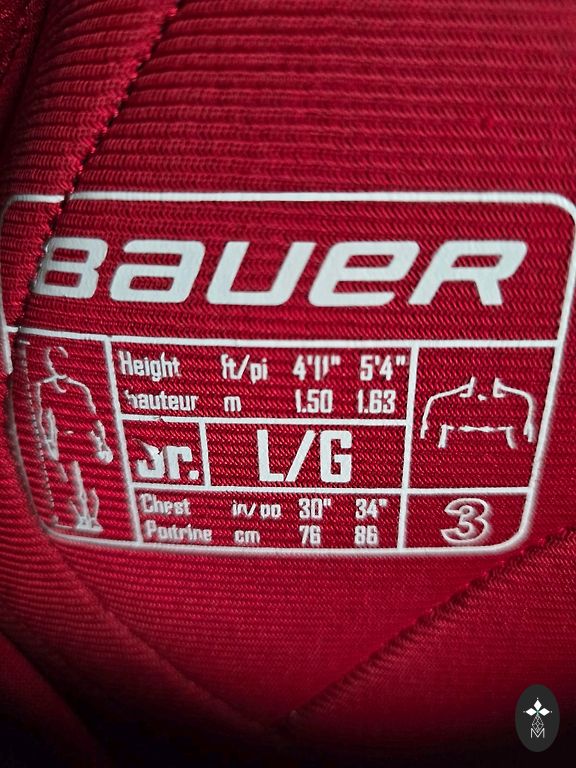 BAUER
Height ft/pi 4'11" 5'4"
hauteur m 1.50 1.63
Jr. L/G
Chest in/po 30" 34"
Poitrine cm 76 86
3
M